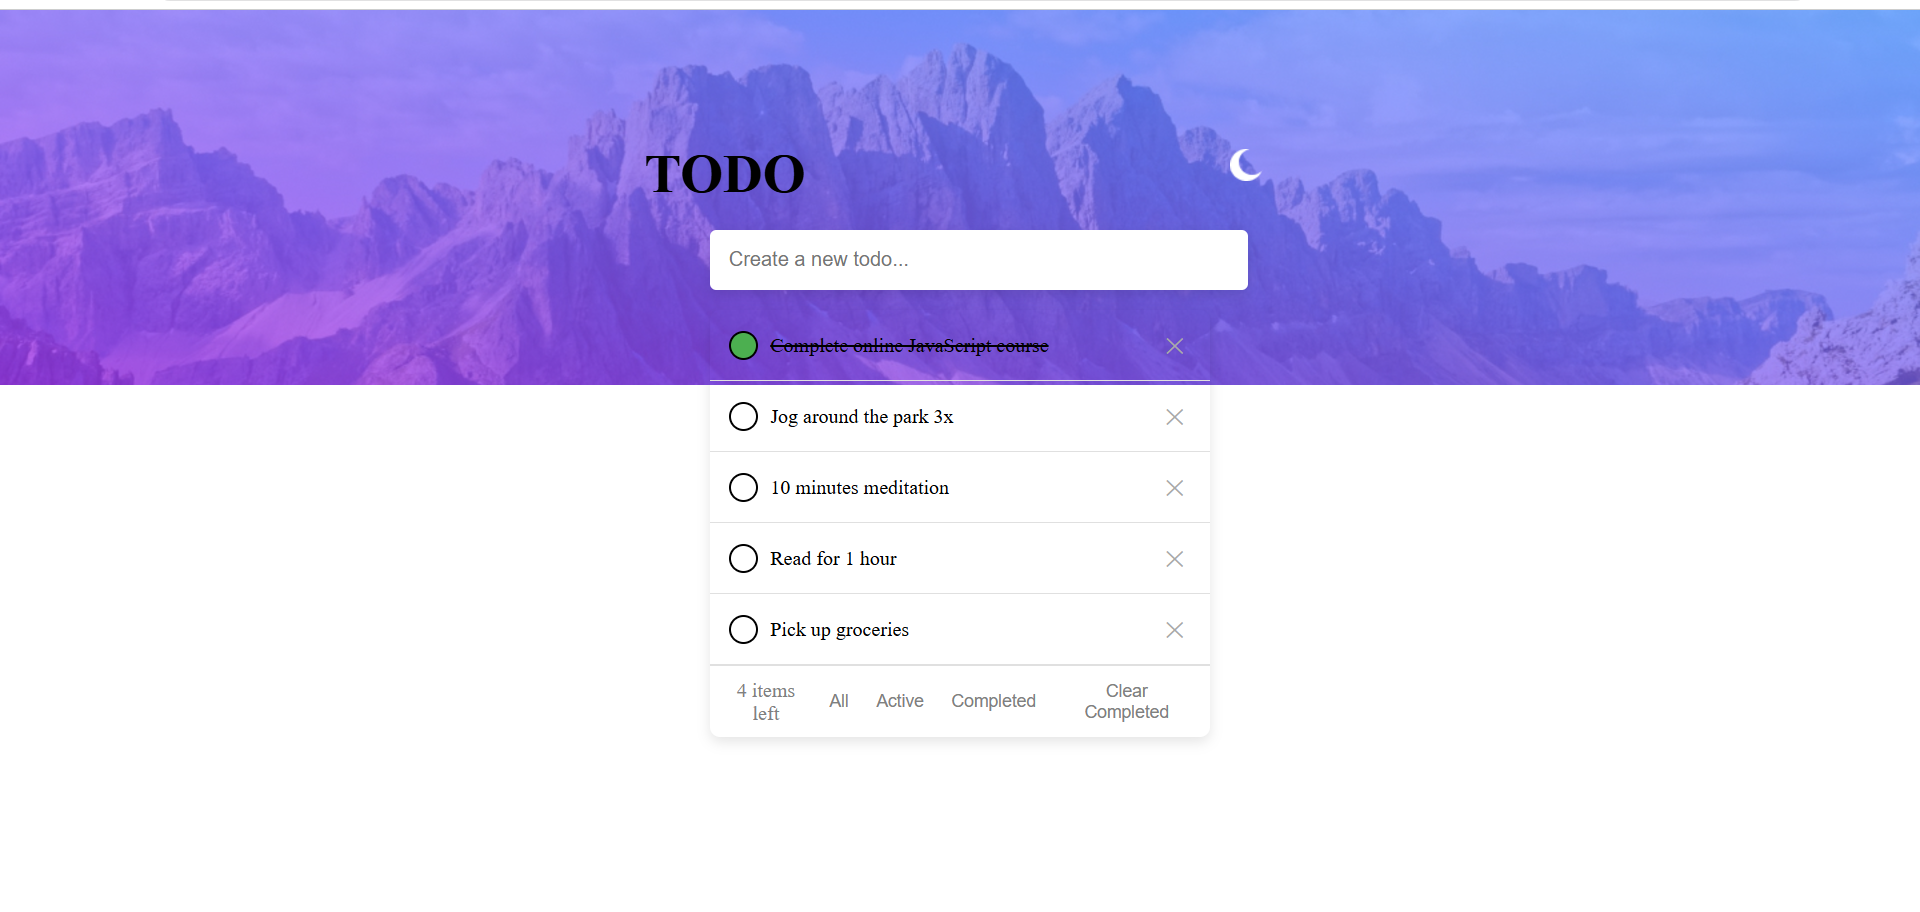 TODO
Create a new todo...
Complete online JavaScript course
Jog around the park 3x
10 minutes meditation
Read for 1 hour
Pick up groceries
4 items
left
All
Active
Completed
Clear
Completed